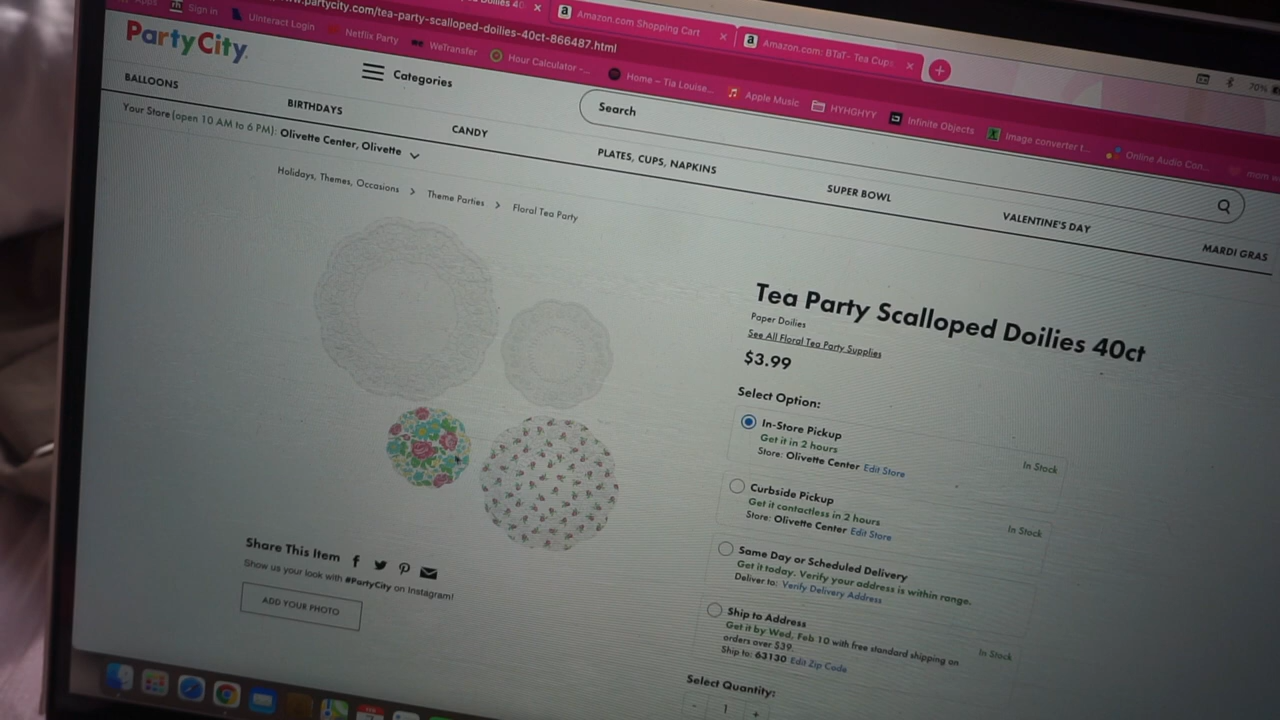 Amazon.com Shopping Cart
Amazon.com: BTaT- Tea Cups
.partycity.com/tea-party-scalloped-doilies-40ct-866487.html
Apps
Sign in
UInteract Login
Netflix Party
WeTransfer
Hour Calculator -...
Home – Tia Louise...
Apple Music
HYHGHYY
Infinite Objects
Image converter t...
Online Audio Con...
70%
PartyCity
Categories
Search
BALLOONS
BIRTHDAYS
CANDY
PLATES, CUPS, NAPKINS
SUPER BOWL
VALENTINE'S DAY
MARDI GRAS
Your Store (open 10 AM to 6 PM): Olivette Center, Olivette
Holidays, Themes, Occasions > Theme Parties > Floral Tea Party
Tea Party Scalloped Doilies 40ct
Paper Doilies
See All Floral Tea Party Supplies
$3.99
Select Option:
In-Store Pickup
Get it in 2 hours
Store: Olivette Center Edit Store
In Stock
Curbside Pickup
Get it contactless in 2 hours
Store: Olivette Center Edit Store
In Stock
Same Day or Scheduled Delivery
Get it today. Verify your address is within range.
Deliver to: Verify Delivery Address
Ship to Address
Get it by Wed, Feb 10 with free standard shipping on
orders over $39.
Ship to: 63130 Edit Zip Code
In Stock
Select Quantity:
- 1 +
Share This Item
Show us your look with #PartyCity on Instagram!
ADD YOUR PHOTO